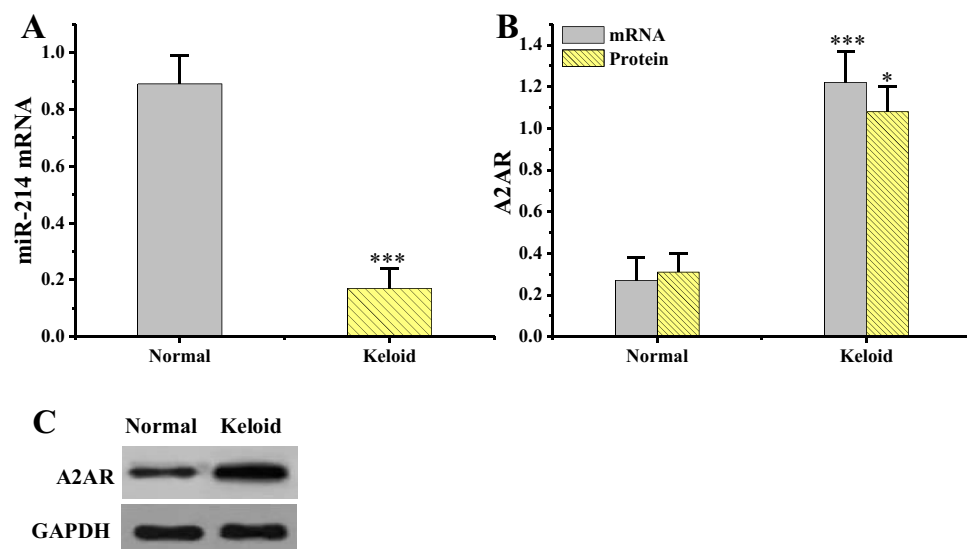 A
miR-214 mRNA
1.0
0.8
0.6
0.4
0.2
0.0
***
Normal Keloid
B
mRNA
Protein
A2AR
1.4
1.2
1.0
0.8
0.6
0.4
0.2
0.0
***
*
Normal Keloid
C
Normal Keloid
A2AR
GAPDH